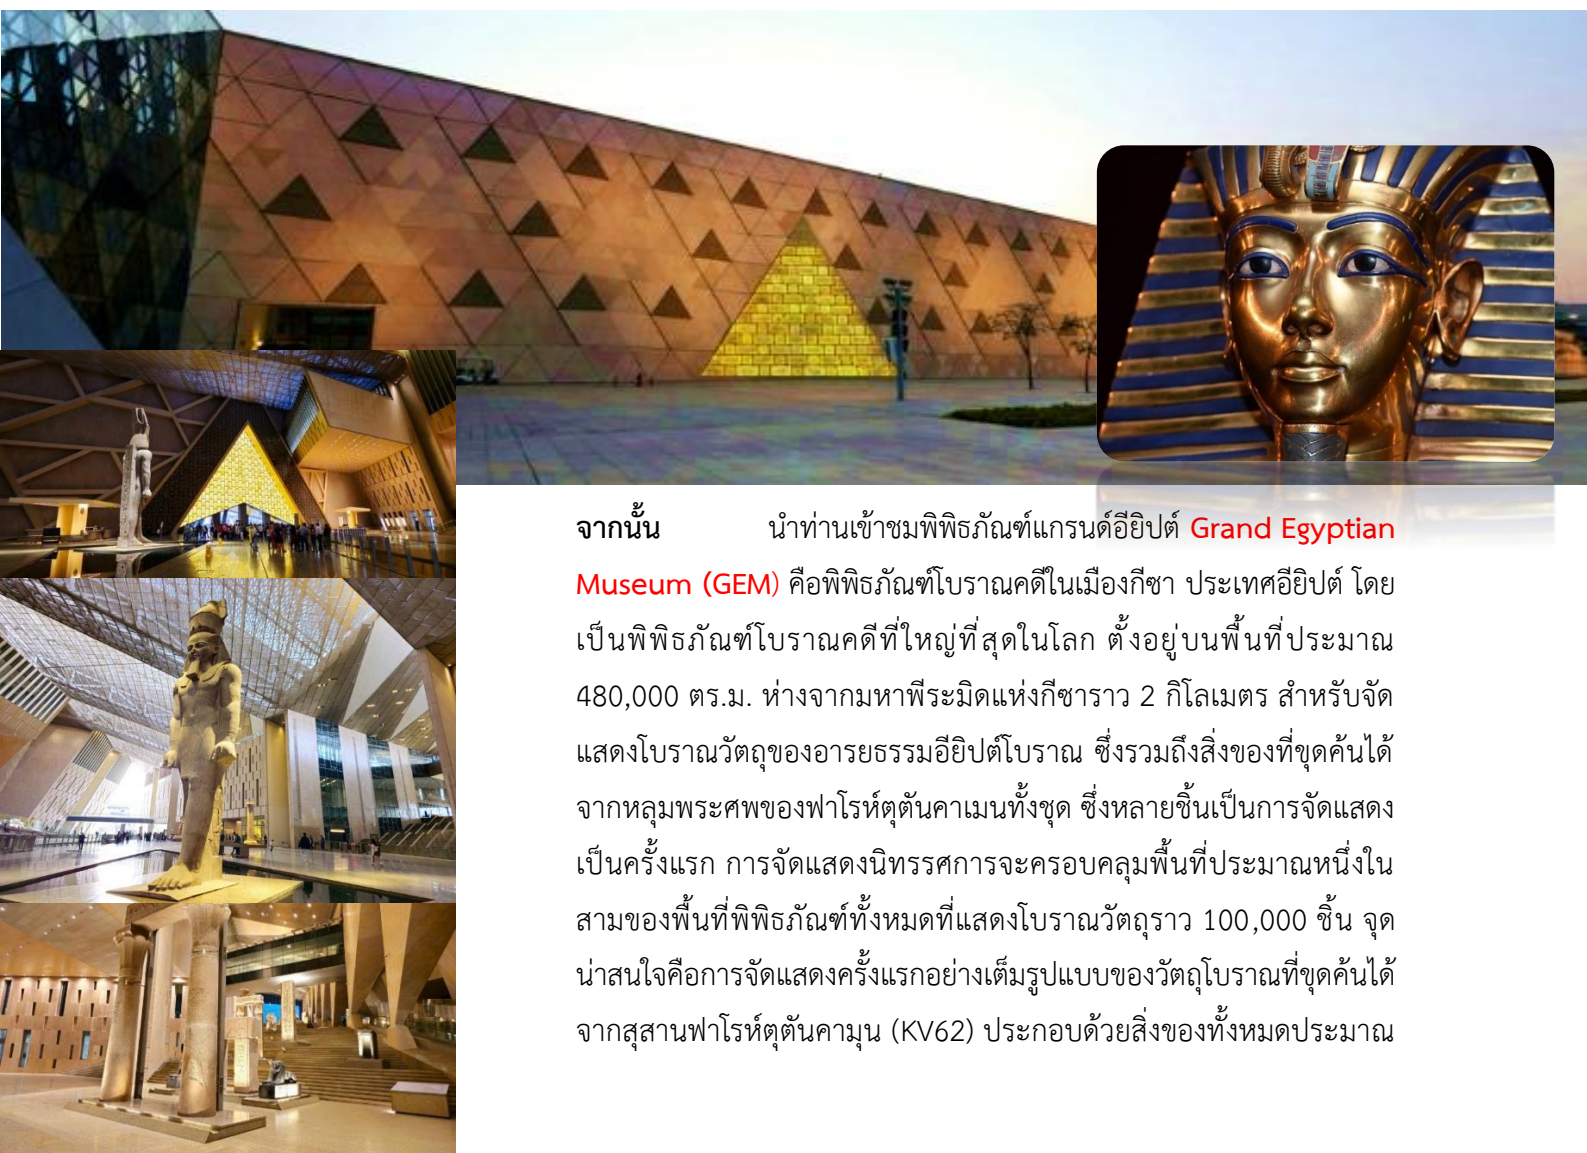 จากนั้น นำท่านเข้าชมพิพิธภัณฑ์แกรนด์อียิปต์ Grand Egyptian
Museum (GEM) คือพิพิธภัณฑ์โบราณคดีในเมืองกีซา ประเทศอียิปต์ โดย
เป็นพิพิธภัณฑ์โบราณคดีที่ใหญ่ที่สุดในโลก ตั้งอยู่บนพื้นที่ประมาณ
480,000 ตร.ม. ห่างจากมหาพีระมิดแห่งกีซาราว 2 กิโลเมตร สำหรับจัด
แสดงโบราณวัตถุของอารยธรรมอียิปต์โบราณ ซึ่งรวมถึงสิ่งของที่ขุดค้นได้
จากหลุมพระศพของฟาโรห์ตุตันคาเมนทั้งชุด ซึ่งหลายชิ้นเป็นการจัดแสดง
เป็นครั้งแรก การจัดแสดงนิทรรศการจะครอบคลุมพื้นที่ประมาณหนึ่งใน
สามของพื้นที่พิพิธภัณฑ์ทั้งหมดที่แสดงโบราณวัตถุราว 100,000 ชิ้น จุด
น่าสนใจคือการจัดแสดงครั้งแรกอย่างเต็มรูปแบบของวัตถุโบราณที่ขุดค้นได้
จากสุสานฟาโรห์ตุตันคามุน (KV62) ประกอบด้วยสิ่งของทั้งหมดประมาณ